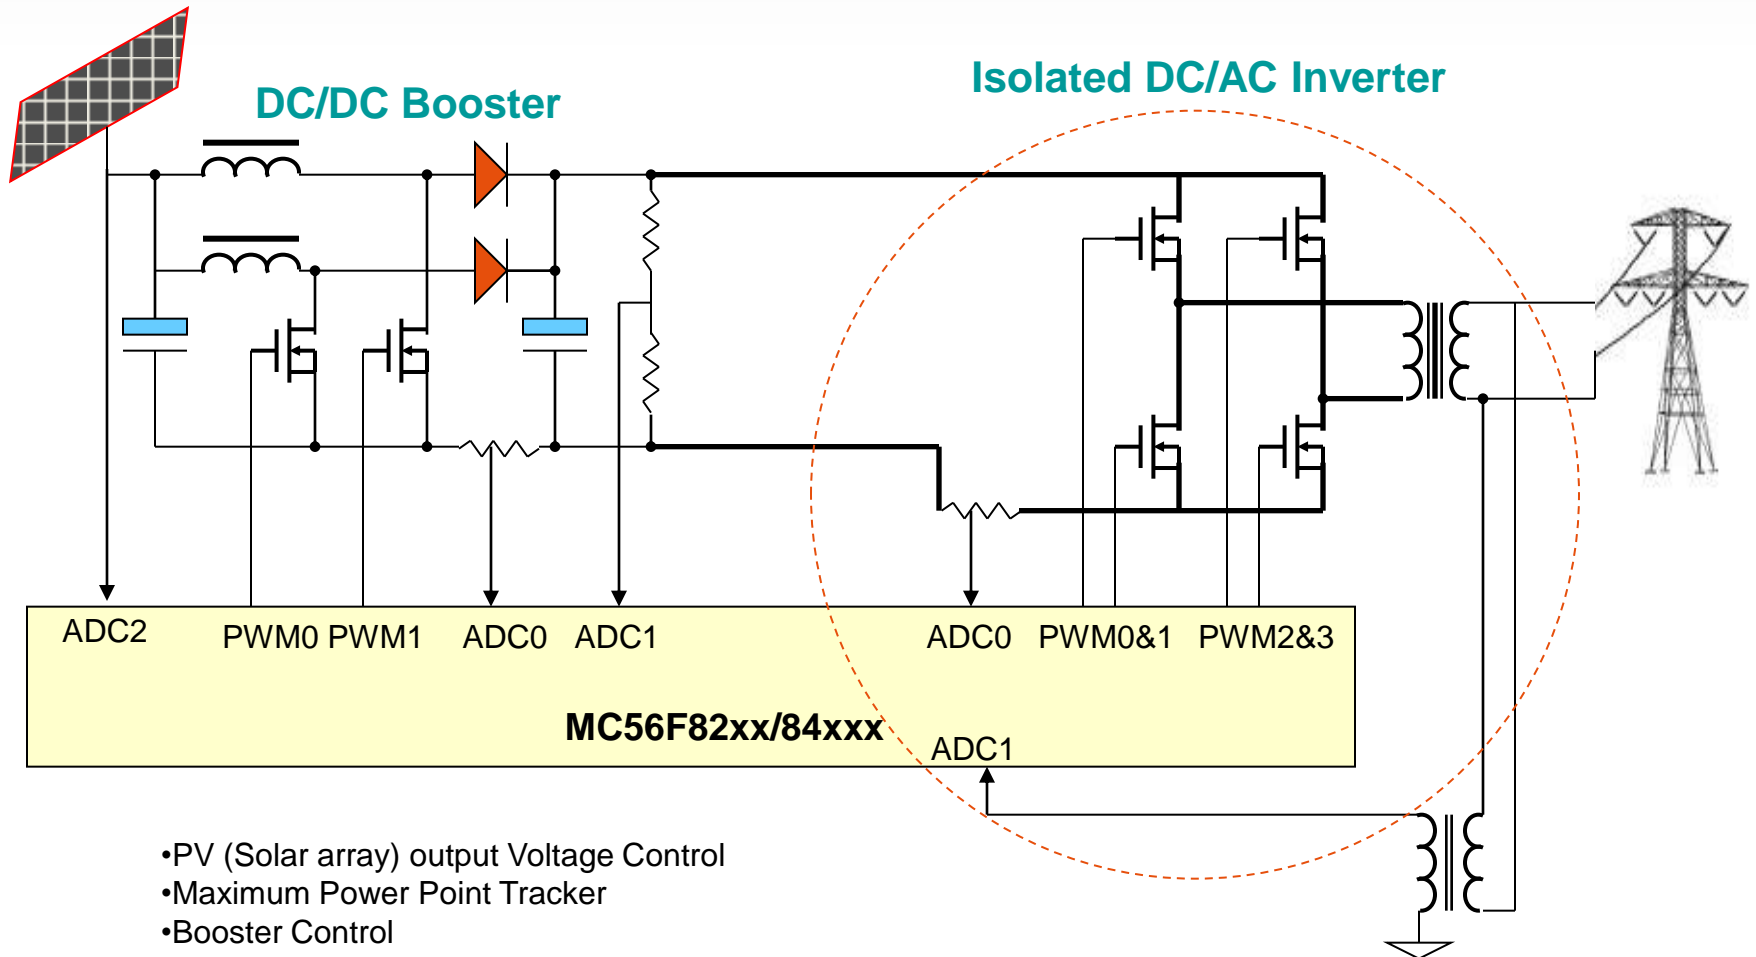 Isolated DC/AC Inverter
DC/DC Booster
ADC2 PWM0 PWM1 ADC0 ADC1 ADC0 PWM0&1 PWM2&3
MC56F82xx/84xxx
ADC1
•PV (Solar array) output Voltage Control
•Maximum Power Point Tracker
•Booster Control